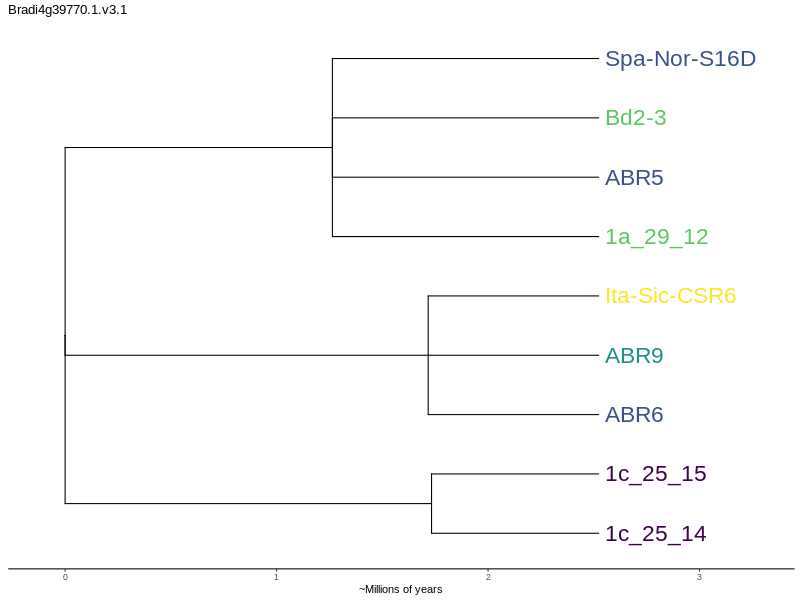 Bradi4g39770.1.v3.1
Spa-Nor-S16D
Bd2-3
ABR5
1a_29_12
Ita-Sic-CSR6
ABR9
ABR6
1c_25_15
1c_25_14
0 1 2 3
~Millions of years